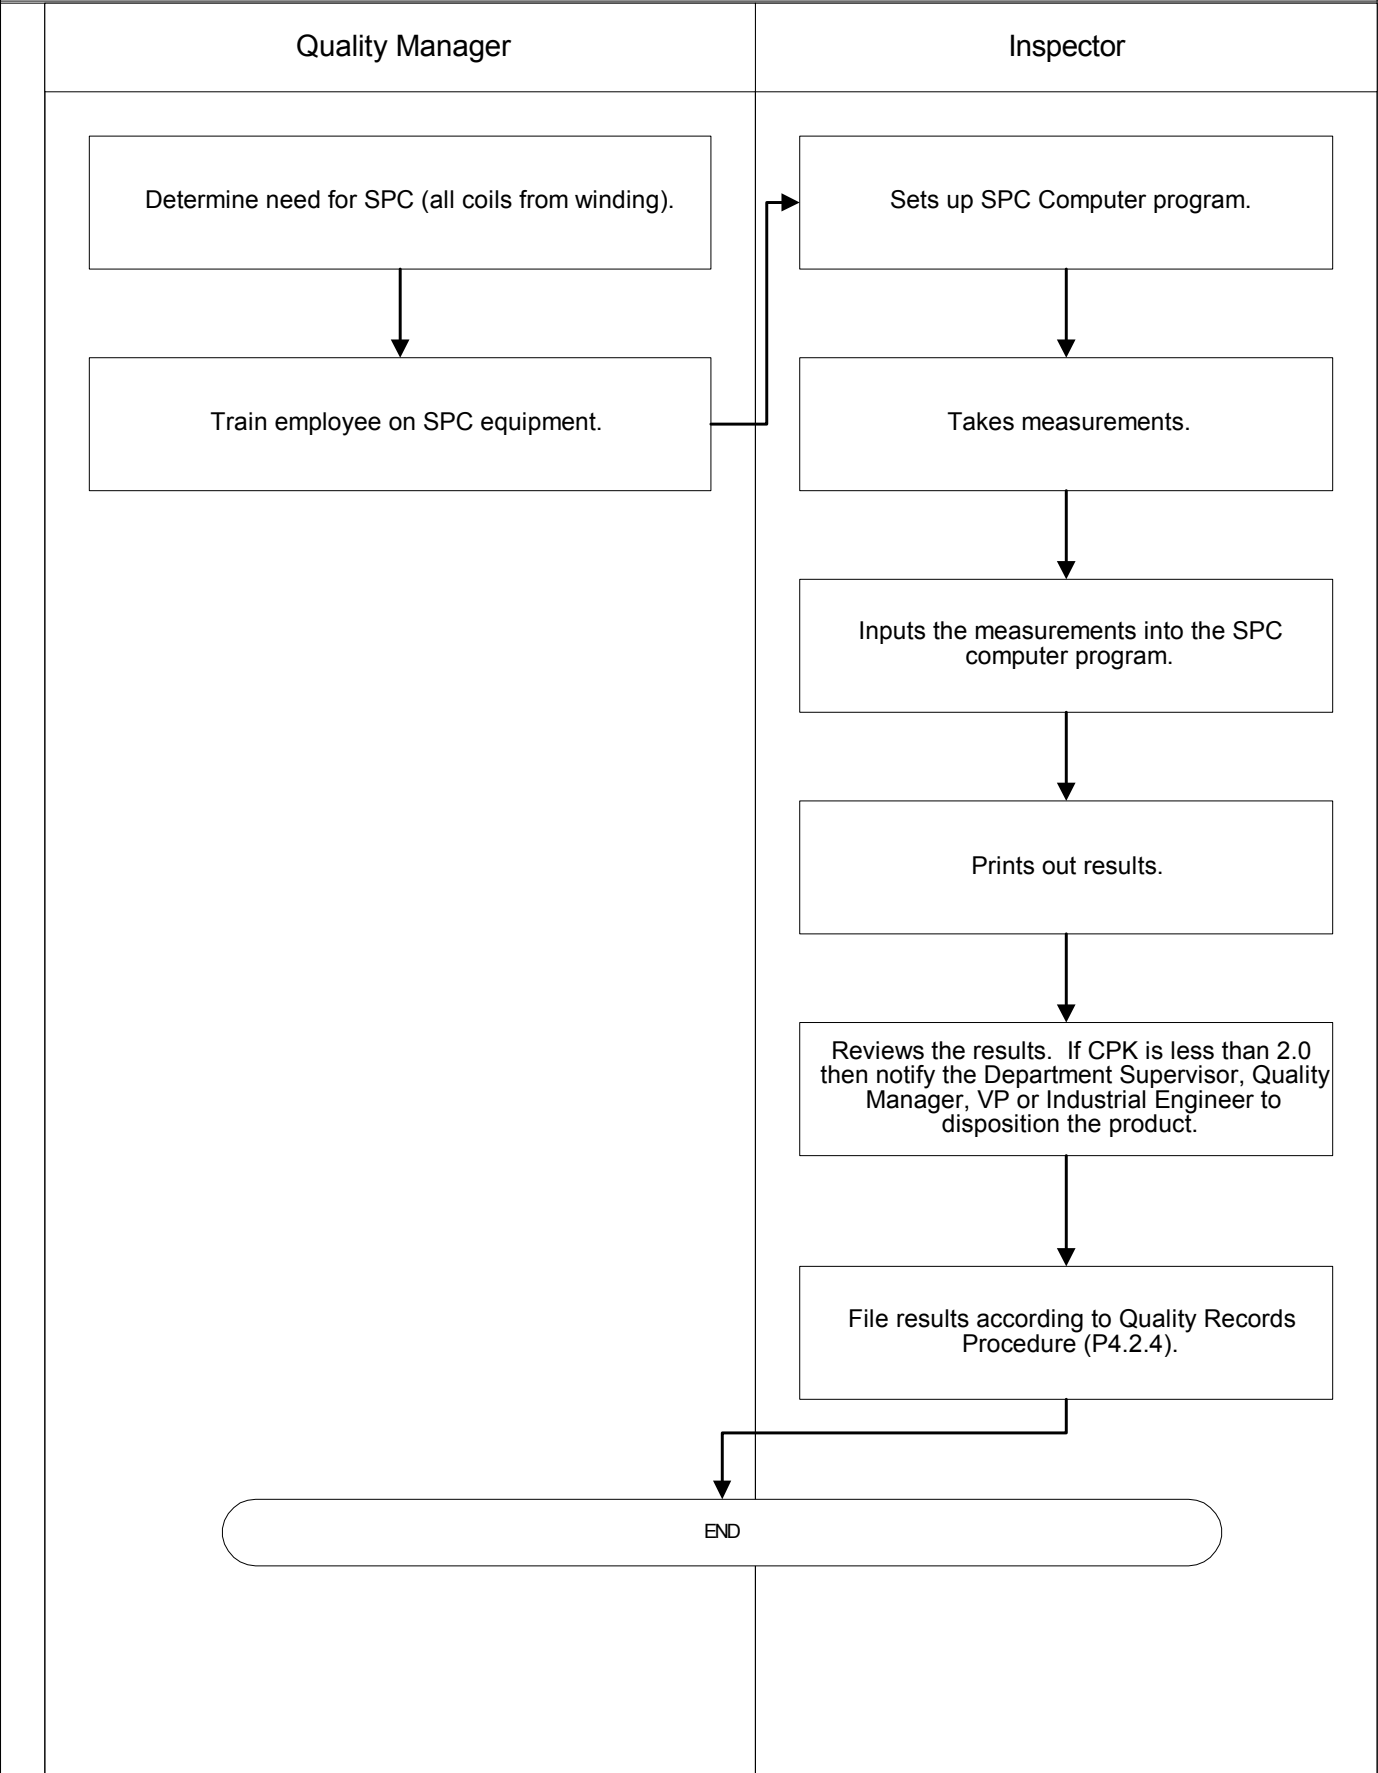 Quality Manager
Inspector
Determine need for SPC (all coils from winding).
Sets up SPC Computer program.
Train employee on SPC equipment.
Takes measurements.
Inputs the measurements into the SPC
computer program.
Prints out results.
Reviews the results.  If CPK is less than 2.0
then notify the Department Supervisor, Quality
Manager, VP or Industrial Engineer to
disposition the product.
File results according to Quality Records
Procedure (P4.2.4).
END